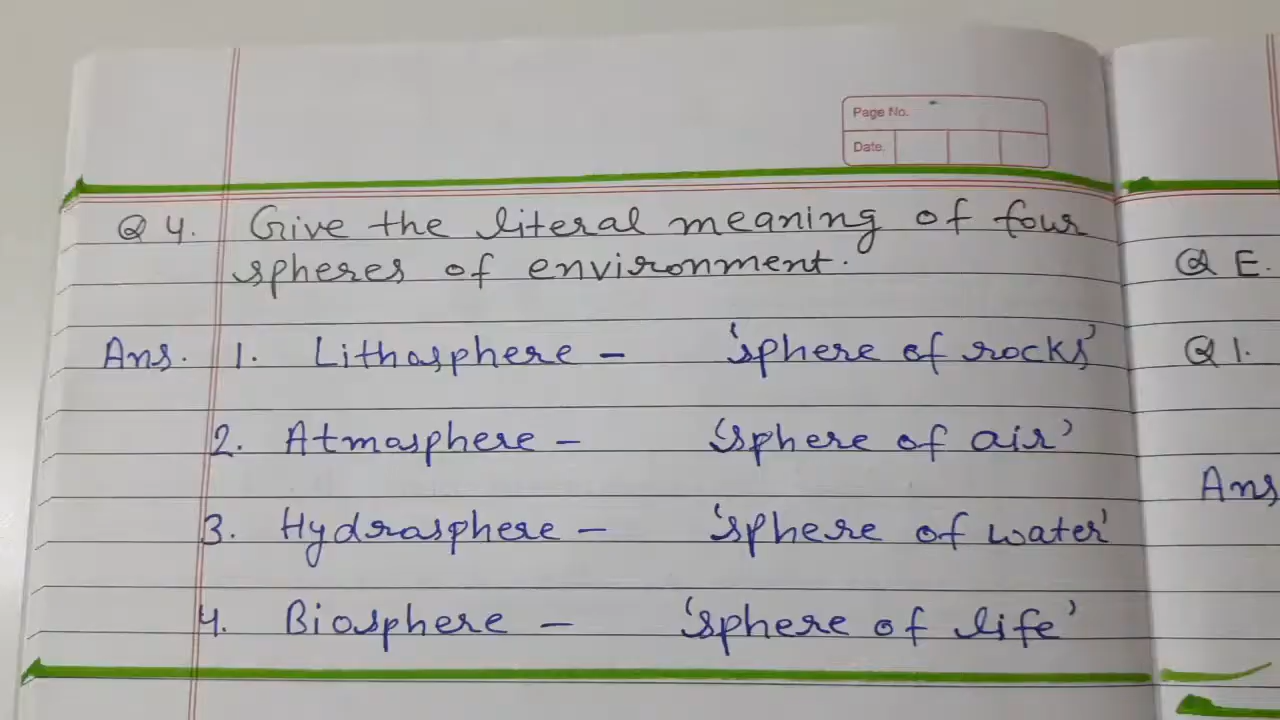 Page No.
Date.
Q 4. Give the literal meaning of four
spheres of environment.
Ans. 1. Lithosphere - 'sphere of rocks'
2. Atmosphere - 'sphere of air'
3. Hydrosphere - 'sphere of water'
4. Biosphere - 'sphere of life'
Q E.
Q 1.
Ans